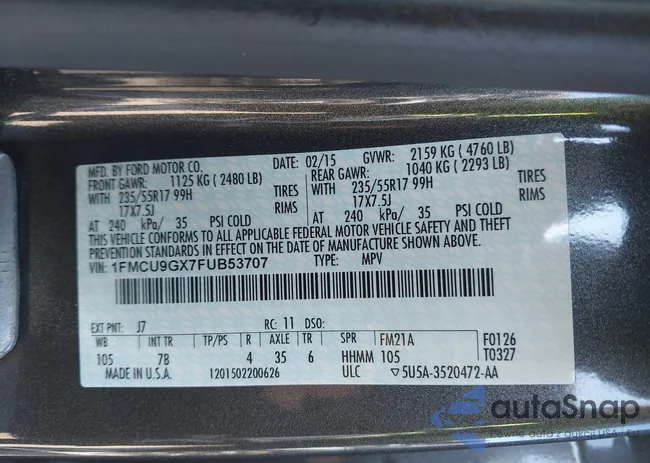 MFD. BY FORD MOTOR CO.
DATE: 02/15 GVWR: 2159 KG ( 4760 LB)
FRONT GAWR: 1125 KG ( 2480 LB)
REAR GAWR: 1040 KG ( 2293 LB)
WITH 235/55R17 99H TIRES
WITH 235/55R17 99H TIRES
17X7.5J RIMS
17X7.5J RIMS
AT 240 kPa/ 35 PSI COLD
AT 240 kPa/ 35 PSI COLD
THIS VEHICLE CONFORMS TO ALL APPLICABLE FEDERAL MOTOR VEHICLE SAFETY AND THEFT
PREVENTION STANDARDS IN EFFECT ON THE DATE OF MANUFACTURE SHOWN ABOVE.
VIN: 1FMCU9GX7FUB53707
TYPE: MPV
EXT PNT: J7 RC: 11 DSO:
WB INT TR TP/PS R AXLE TR SPR FM21A F0126
105 7B 4 35 6 HHMM 105 T0327
MADE IN U.S.A. 1201502200626 ULC ▽5U5A-3520472-AA
autoSnap